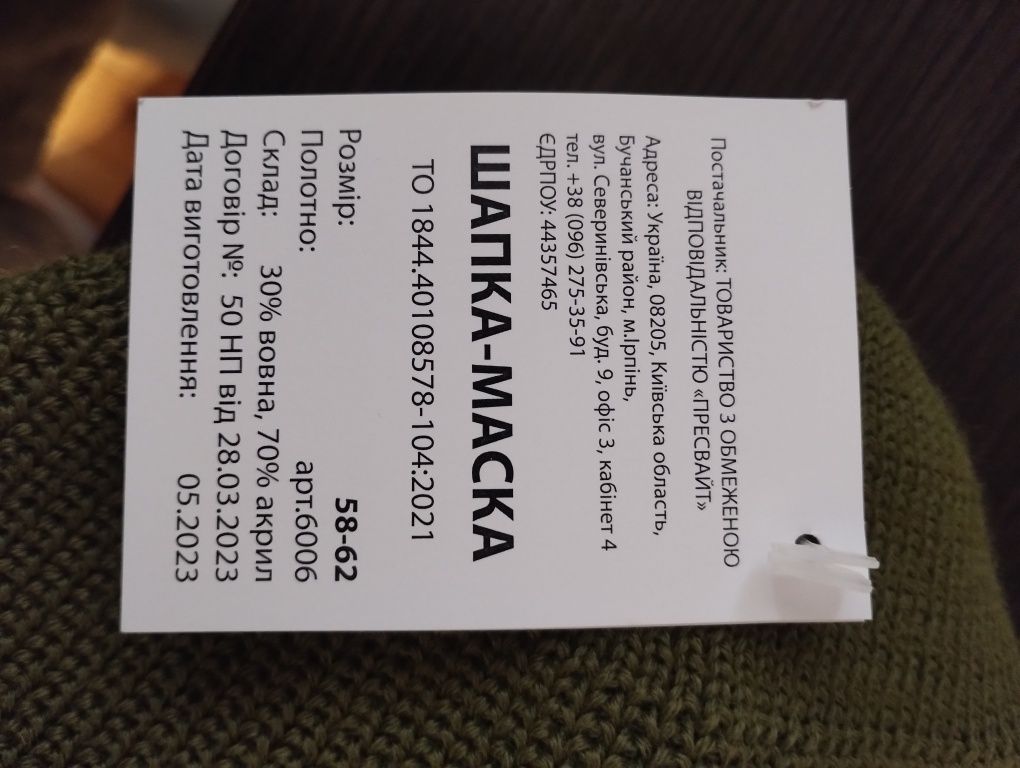 Постачальник: ТОВАРИСТВО З ОБМЕЖЕНОЮ
ВІДПОВІДАЛЬНІСТЮ «ПРЕСВАЙТ»
Адреса: Україна, 08205, Київська область,
Бучанський район, м.Ірпінь,
вул. Северинівська, буд. 9, офіс 3, кабінет 4
тел. +38 (096) 275-35-91
ЄДРПОУ: 44357465
ШАПКА-МАСКА
ТО 1844.40108578-104:2021
Розмір: 58-62
Полотно: арт.6006
Склад: 30% вовна, 70% акрил
Договір №: 50 НП від 28.03.2023
Дата виготовлення: 05.2023